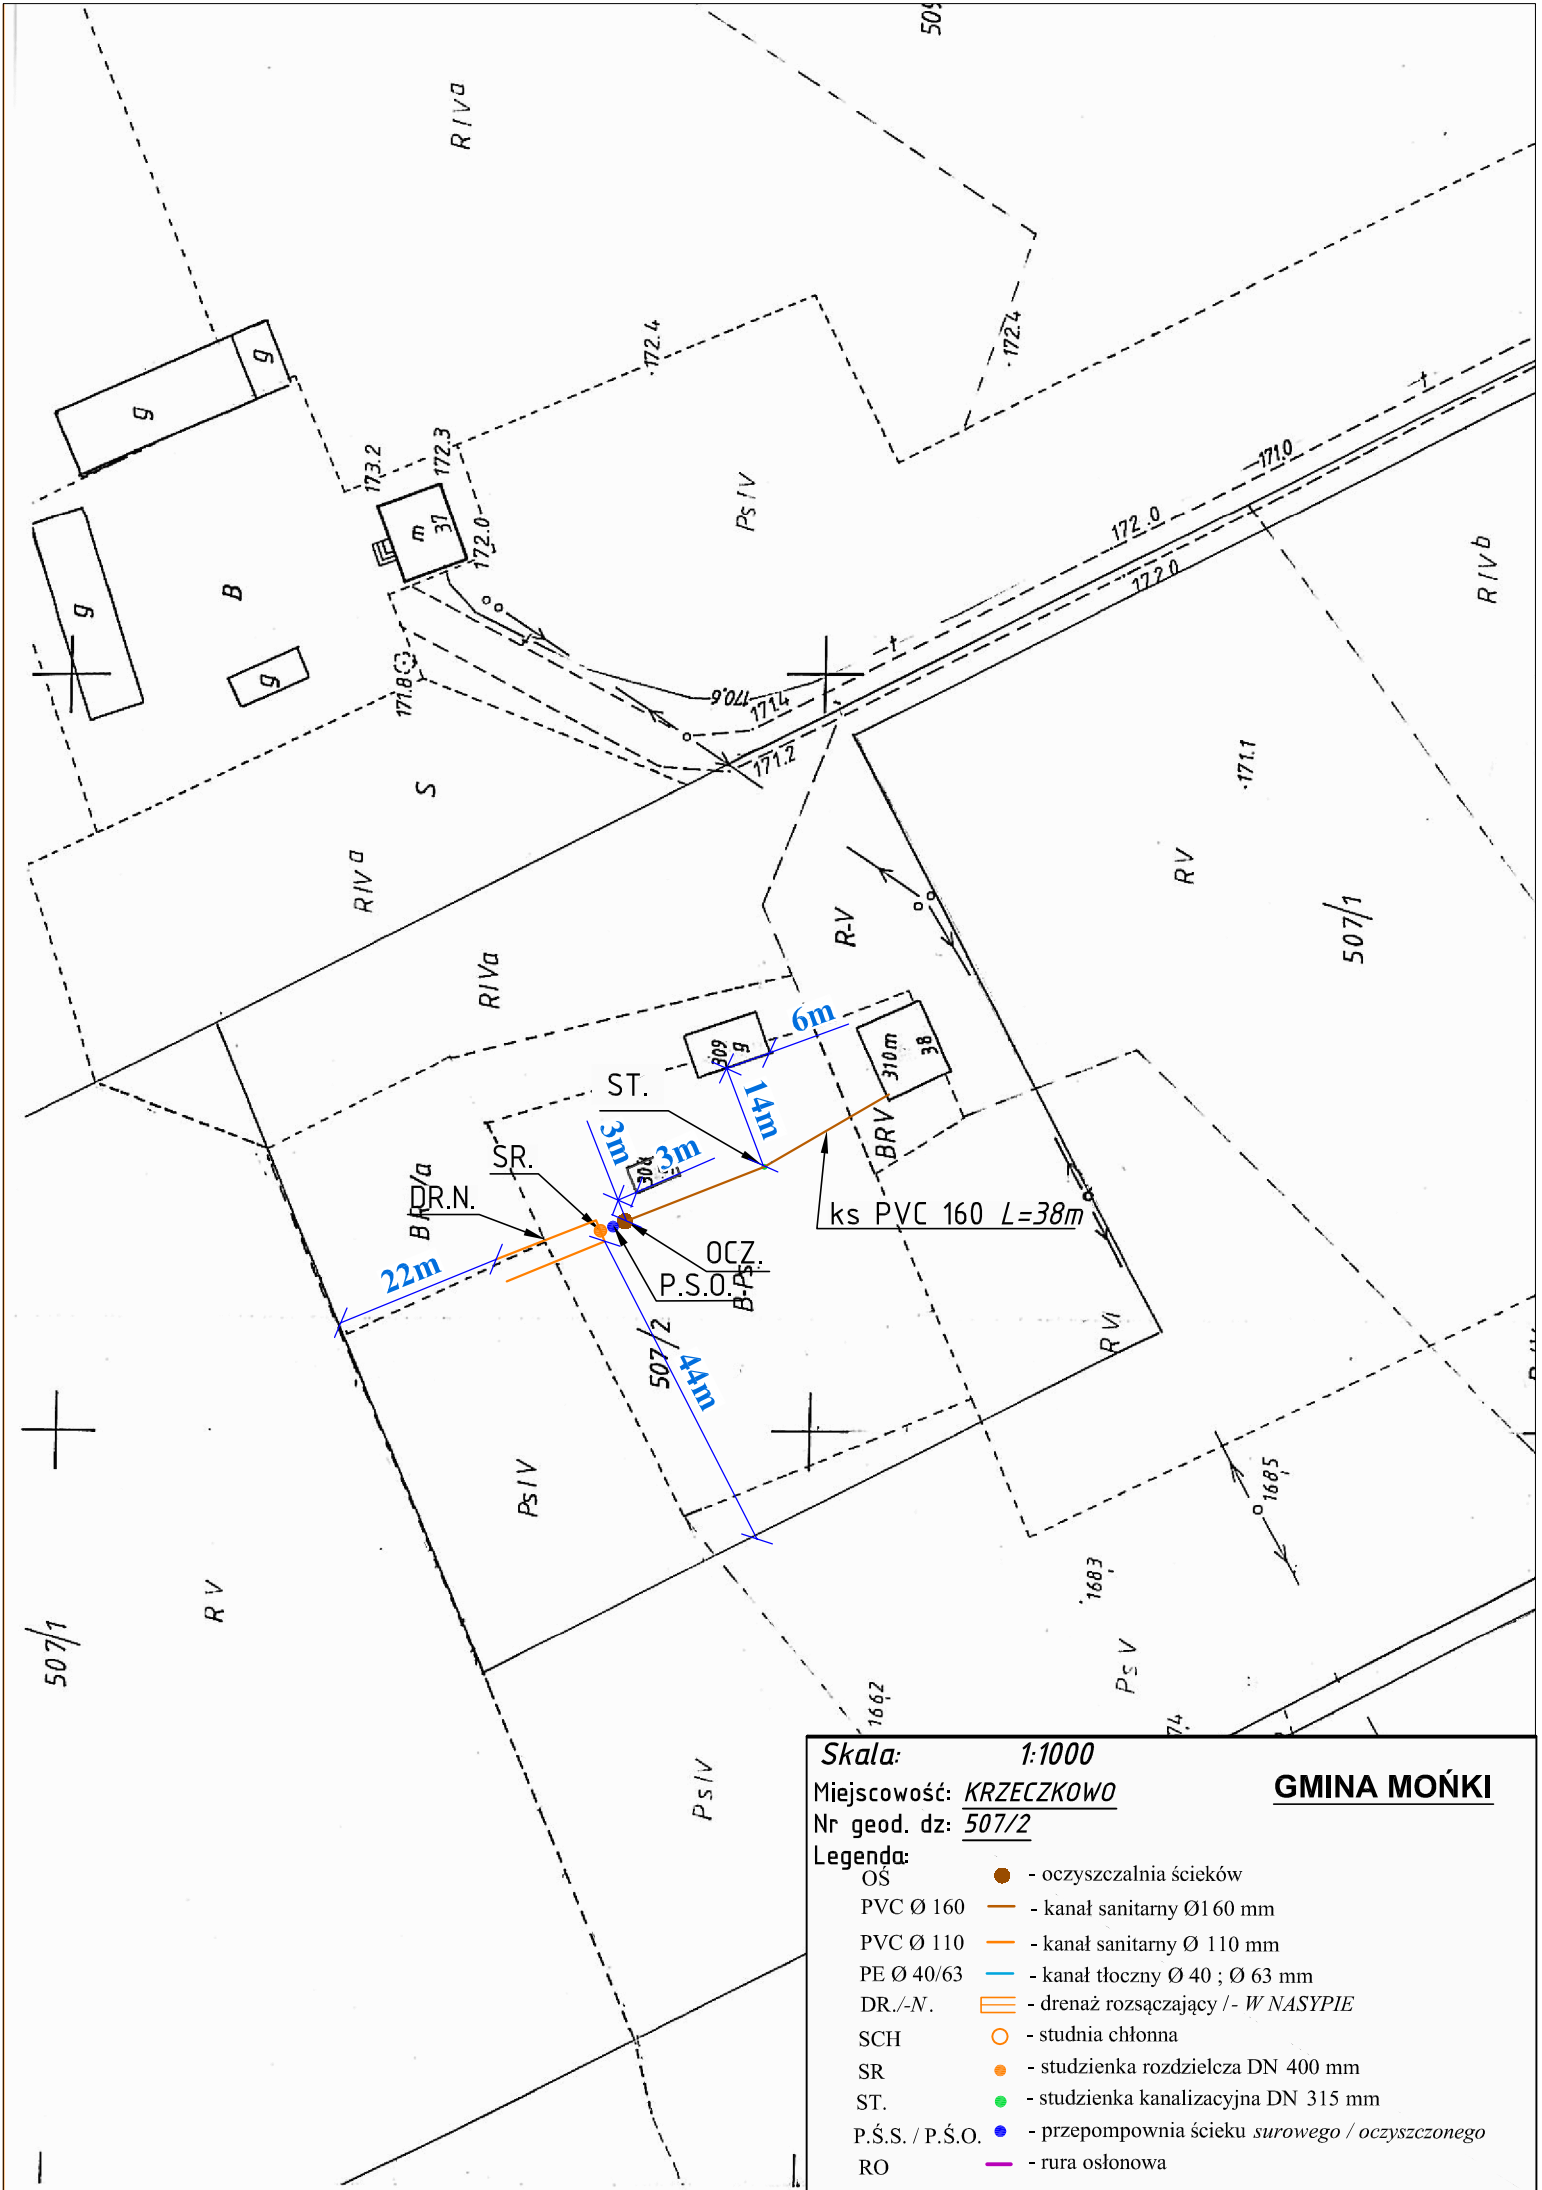 509
RIVa
g
g
172.4
172.4
173.2
172.3
m
37
172.0
PsIV
171.0
172.0
172.0
RIVb
g
B
g
171.8
170.6
171.4
171.2
171.1
S
RIVa
RV
507/1
R-V
RIVa
6m
309
g
310m
38
ST.
14m
BRV
3m
3m
SR.
DR.N.
ks PVC 160 L=38m
OCZ.
P.S.O.
B-Ps
22m
507/2
44m
RVi
PsIV
1685
1683
RV
507/1
PsV
1662
74
PsIV
Skala: 1:1000
Miejscowość: KRZECZKOWO
GMINA MOŃKI
Nr geod. dz: 507/2
Legenda:
OŚ - oczyszczalnia ścieków
PVC Ø 160 - kanał sanitarny Ø160 mm
PVC Ø 110 - kanał sanitarny Ø 110 mm
PE Ø 40/63 - kanał tłoczny Ø 40 ; Ø 63 mm
DR./-N. - drenaż rozsączający /- W NASYPIE
SCH - studnia chłonna
SR - studzienka rozdzielcza DN 400 mm
ST. - studzienka kanalizacyjna DN 315 mm
P.Ś.S. / P.Ś.O. - przepompownia ścieku surowego / oczyszczonego
RO - rura osłonowa